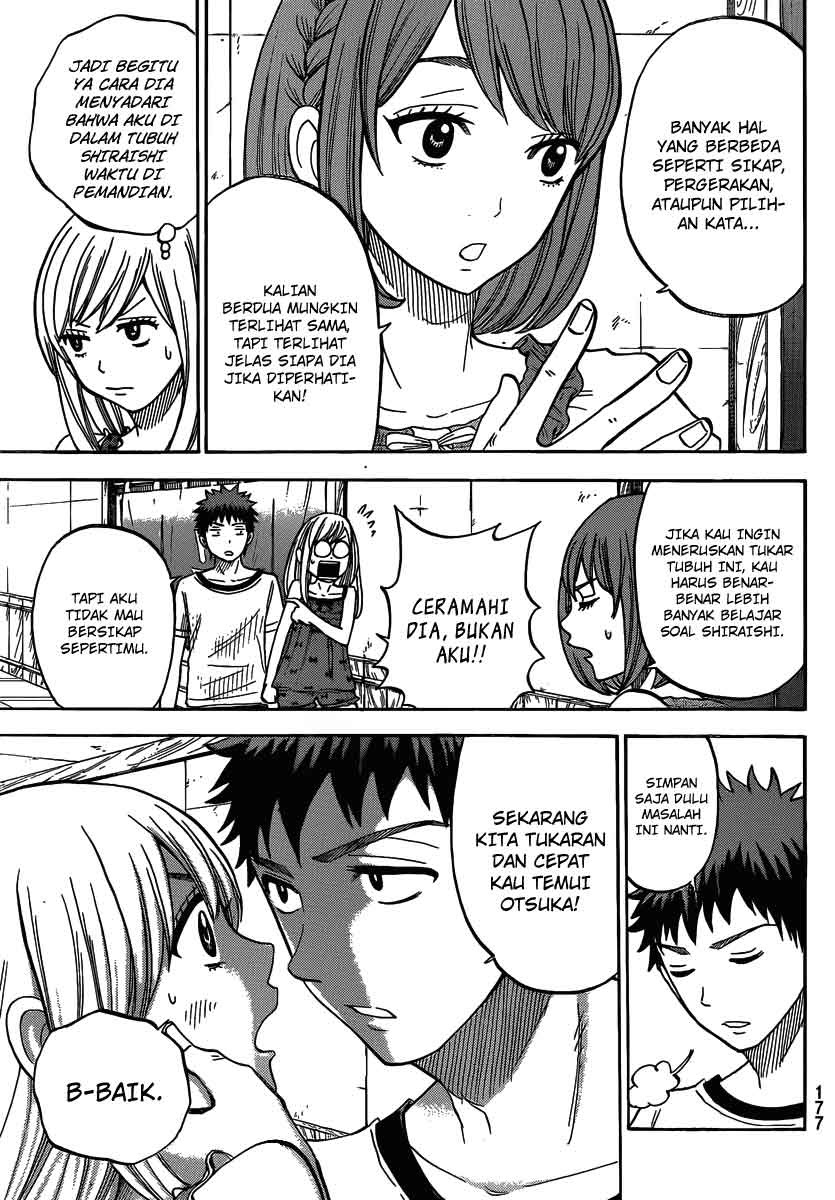 BANYAK HAL
YANG BERBEDA
SEPERTI SIKAP,
PERGERAKAN,
ATAUPUN PILIH-
AN KATA...
KALIAN
BERDUA MUNGKIN
TERLIHAT SAMA,
TAPI TERLIHAT
JELAS SIAPA DIA
JIKA DIPERHATI-
KAN!
JADI BEGITU
YA CARA DIA
MENYADARI
BAHWA AKU DI
DALAM TUBUH
SHIRAISHI
WAKTU DI
PEMANDIAN.
JIKA KAU INGIN
MENERUSKAN TUKAR
TUBUH INI, KAU
HARUS BENAR-
BENAR LEBIH
BANYAK BELAJAR
SOAL SHIRAISHI.
CERAMAHI
DIA, BUKAN
AKU!!
TAPI AKU
TIDAK MAU
BERSIKAP
SEPERTIMU.
SIMPAN
SAJA DULU
MASALAH
INI NANTI.
SEKARANG
KITA TUKARAN
DAN CEPAT
KAU TEMUI
OTSUKA!
B-BAIK.
177